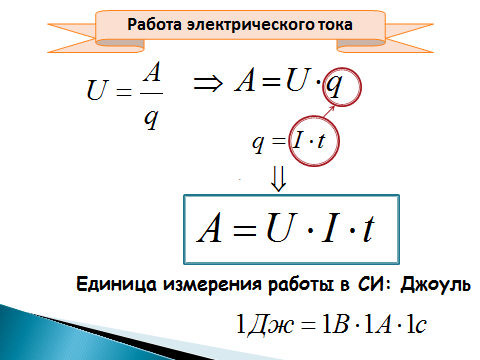 Работа электрического тока
U = A/q ⇒ A = U · q
q = I · t
⇓
A = U · I · t
Единица измерения работы в СИ: Джоуль
1Дж = 1В · 1А · 1с